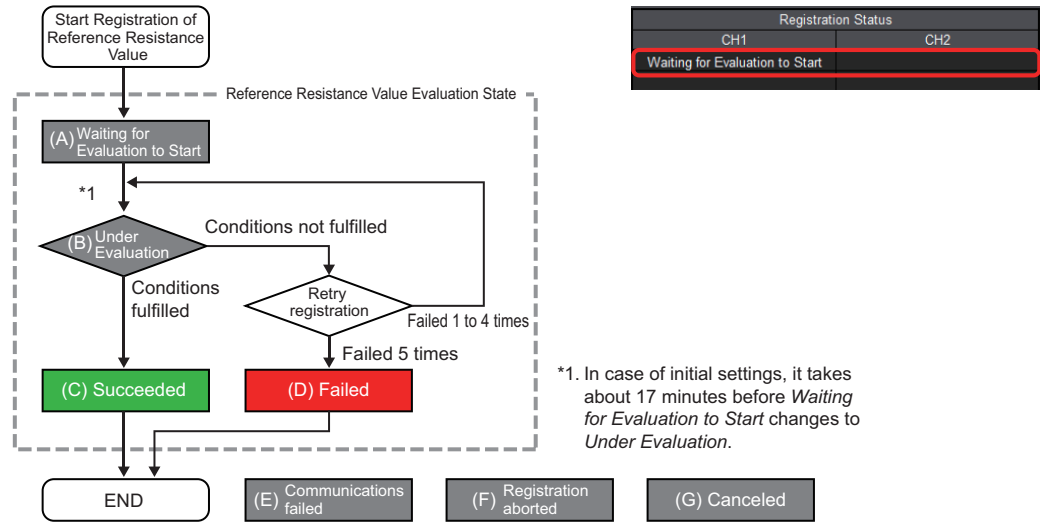 Start Registration of
Reference Resistance
Value
Registration Status
CH1 CH2
Waiting for Evaluation to Start
Reference Resistance Value Evaluation State
(A) Waiting for
Evaluation to Start
*1
(B) Under
Evaluation
Conditions not fulfilled
Conditions
fulfilled
Retry
registration
Failed 1 to 4 times
Failed 5 times
(C) Succeeded
(D) Failed
*1. In case of initial settings, it takes
about 17 minutes before Waiting
for Evaluation to Start changes to
Under Evaluation.
END
(E) Communications
failed
(F) Registration
aborted
(G) Canceled